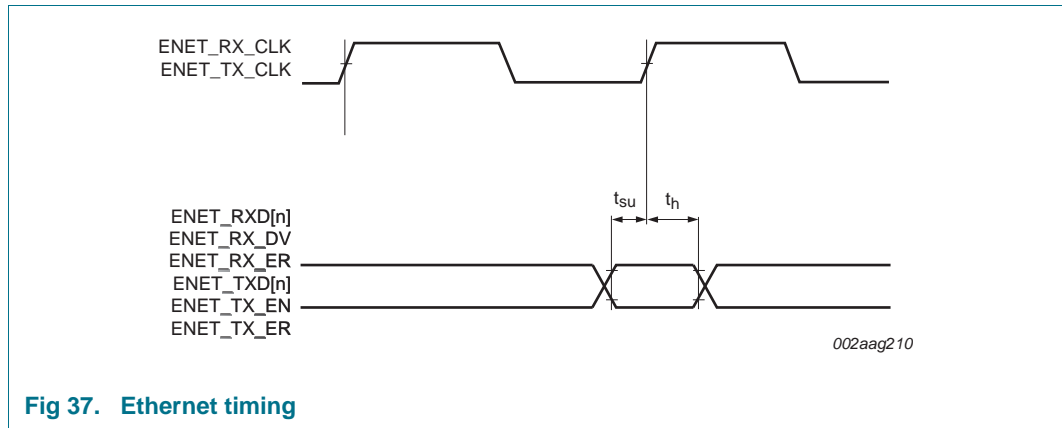 ENET_RX_CLK
ENET_TX_CLK
tsu th
ENET_RXD[n]
ENET_RX_DV
ENET_RX_ER
ENET_TXD[n]
ENET_TX_EN
ENET_TX_ER
002aag210
Fig 37. Ethernet timing